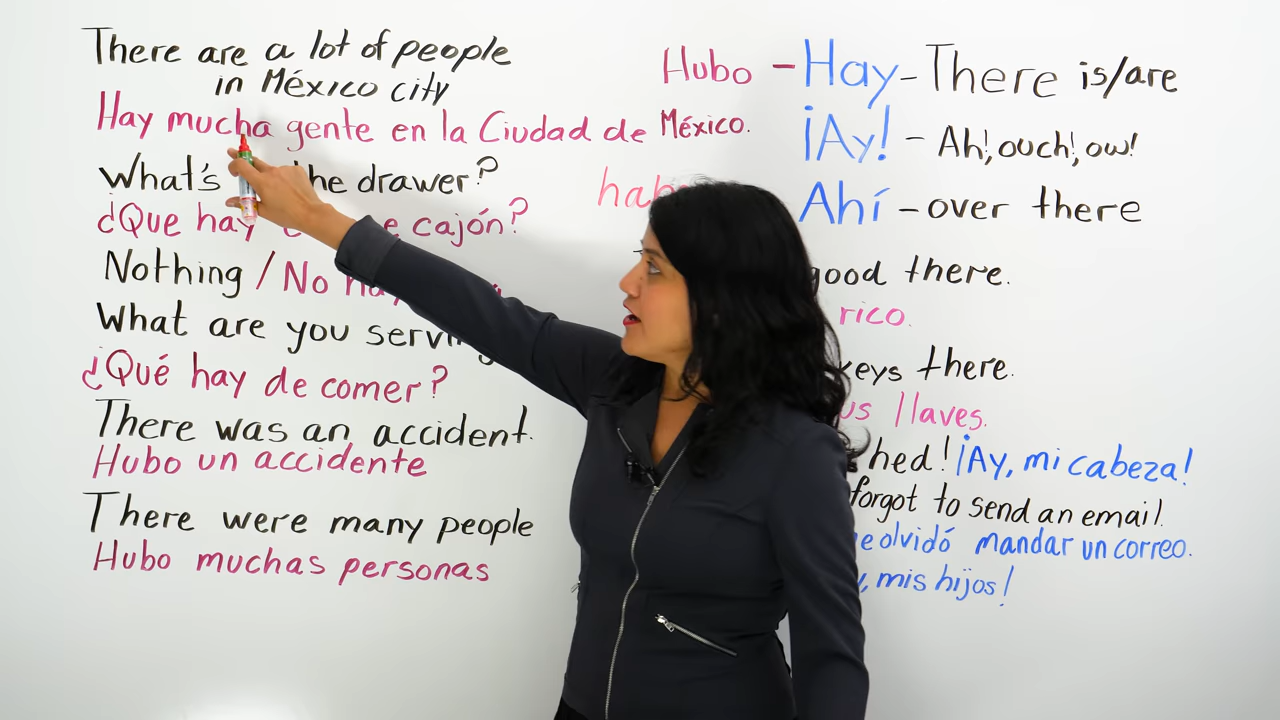 There are a lot of people
in México city
Hay mucha gente en la Ciudad de México.
What's the drawer?
¿Que hay cajón?
Nothing / No hay
What are you
¿Qué hay de comer?
There was an accident.
Hubo un accidente
There were many people
Hubo muchas personas
Hubo - Hay - There is/are
¡Ay! - Ah!, ouch!, ow!
Ahí - over there
good there.
rico.
keys there.
llaves.
¡Ay, mi cabeza!
forgot to send an email.
olvidó mandar un correo.
mis hijos!